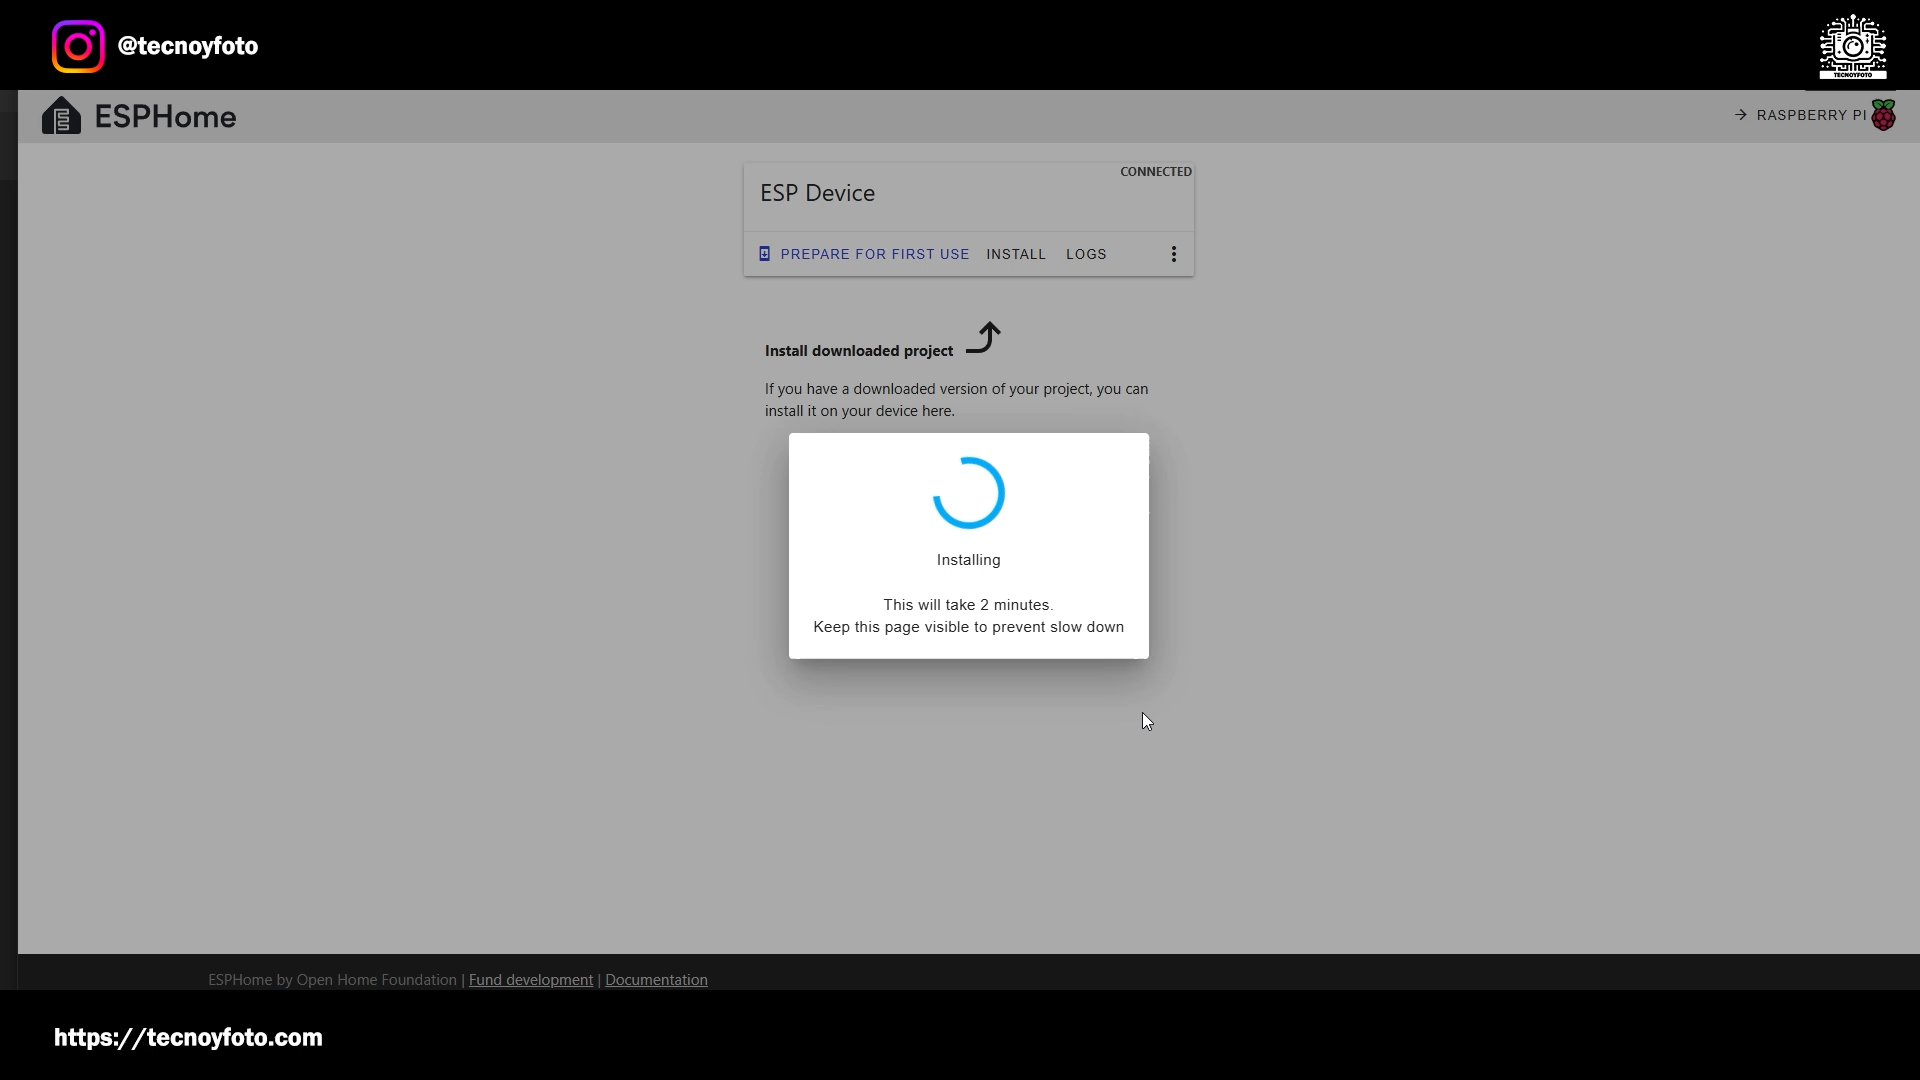 @tecnoyfoto
TECNOYFOTO
ESPHome
RASPBERRY PI
CONNECTED
ESP Device
PREPARE FOR FIRST USE
INSTALL
LOGS
Install downloaded project
If you have a downloaded version of your project, you can
install it on your device here.
Installing
This will take 2 minutes.
Keep this page visible to prevent slow down
ESPHome by Open Home Foundation | Fund development | Documentation
https://tecnoyfoto.com